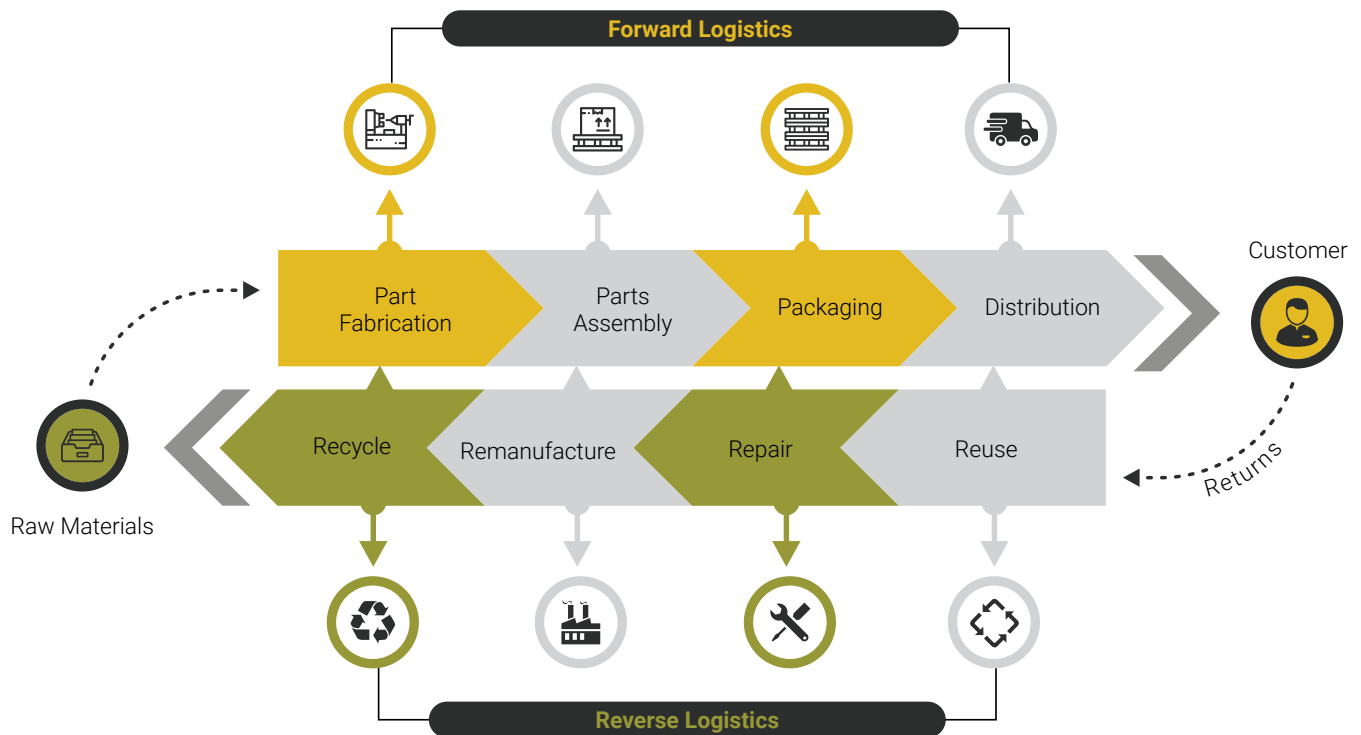 Forward Logistics
Customer
Part
Fabrication
Parts
Assembly
Packaging
Distribution
Recycle
Remanufacture
Repair
Reuse
Returns
Raw Materials
Reverse Logistics